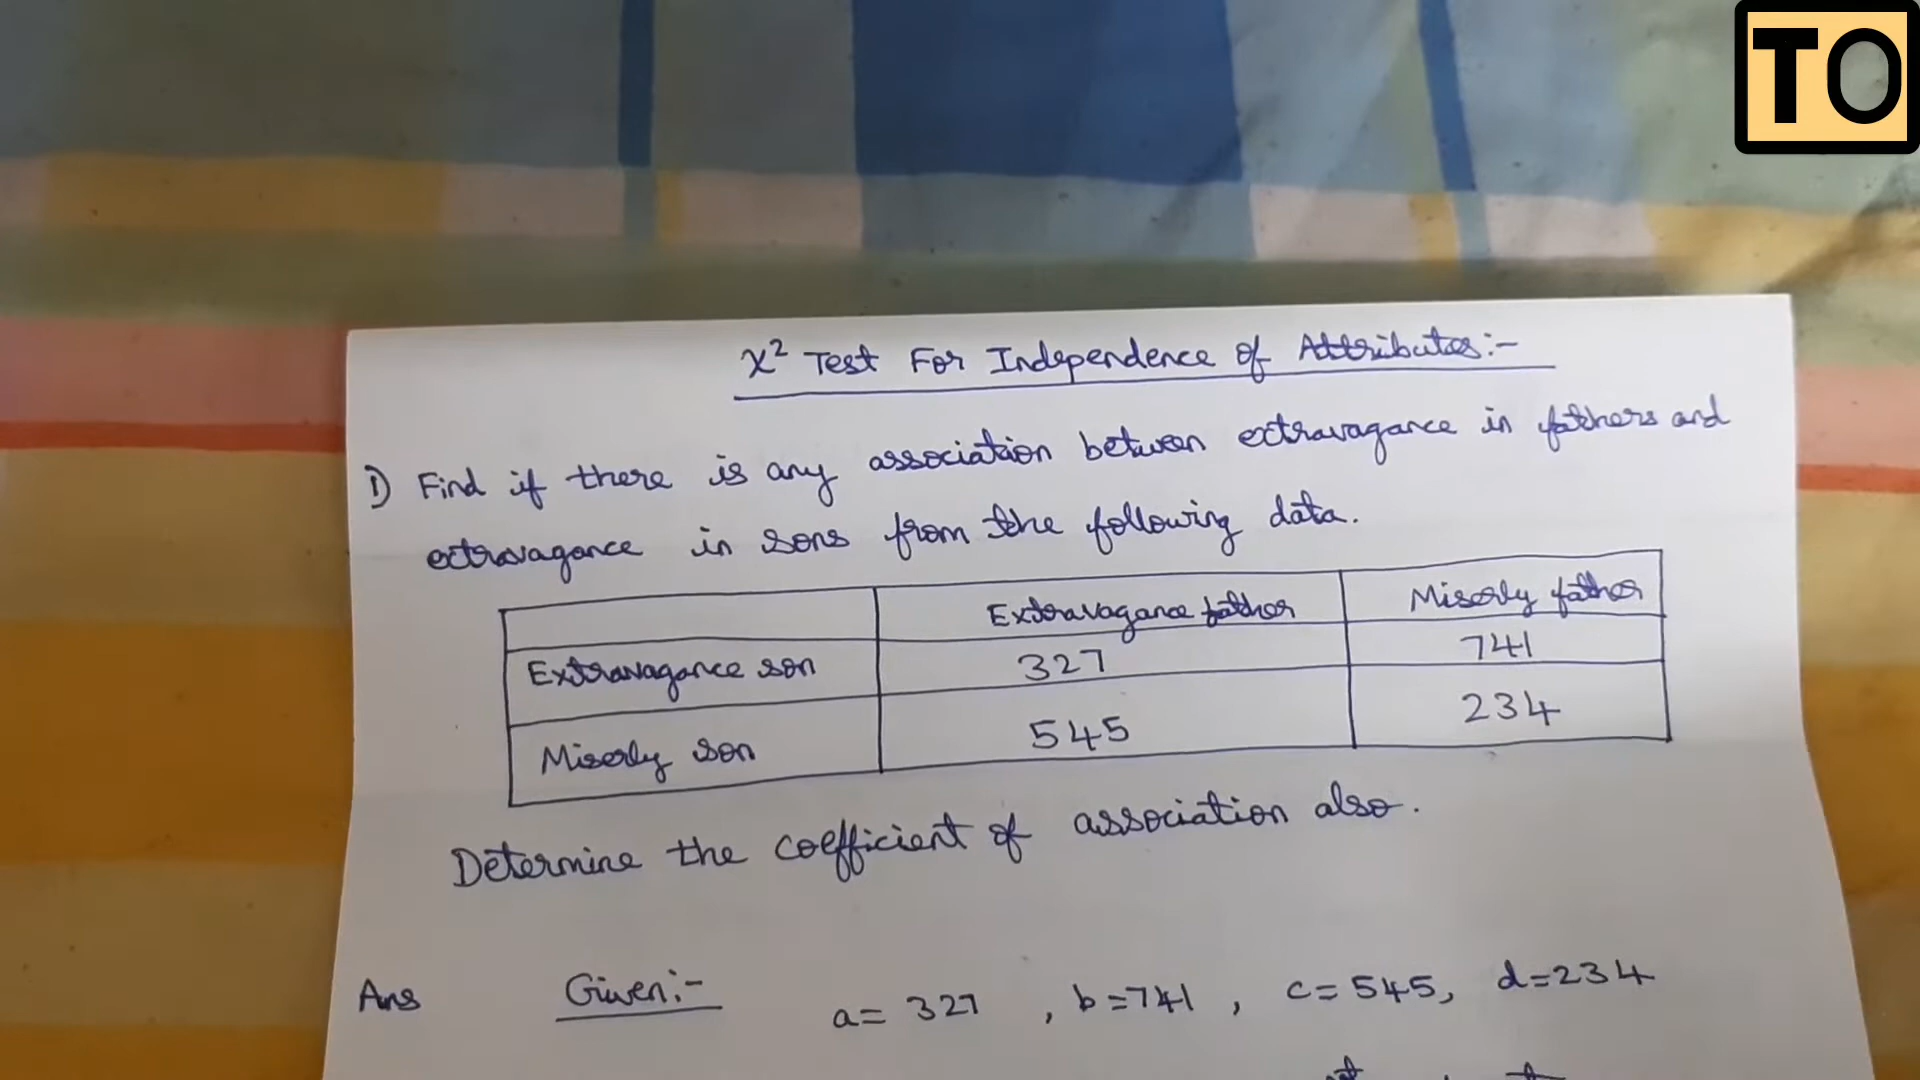 TO
χ² Test For Independence of Attributes:-
1) Find if there is any association between extravagance in fathers and
extravagance in sons from the following data.
Extravagance father Miserly father
Extravagance son 327 741
Miserly son 545 234
Determine the coefficient of association also.
Ans Given:- a= 327 , b=741 , c= 545, d=234